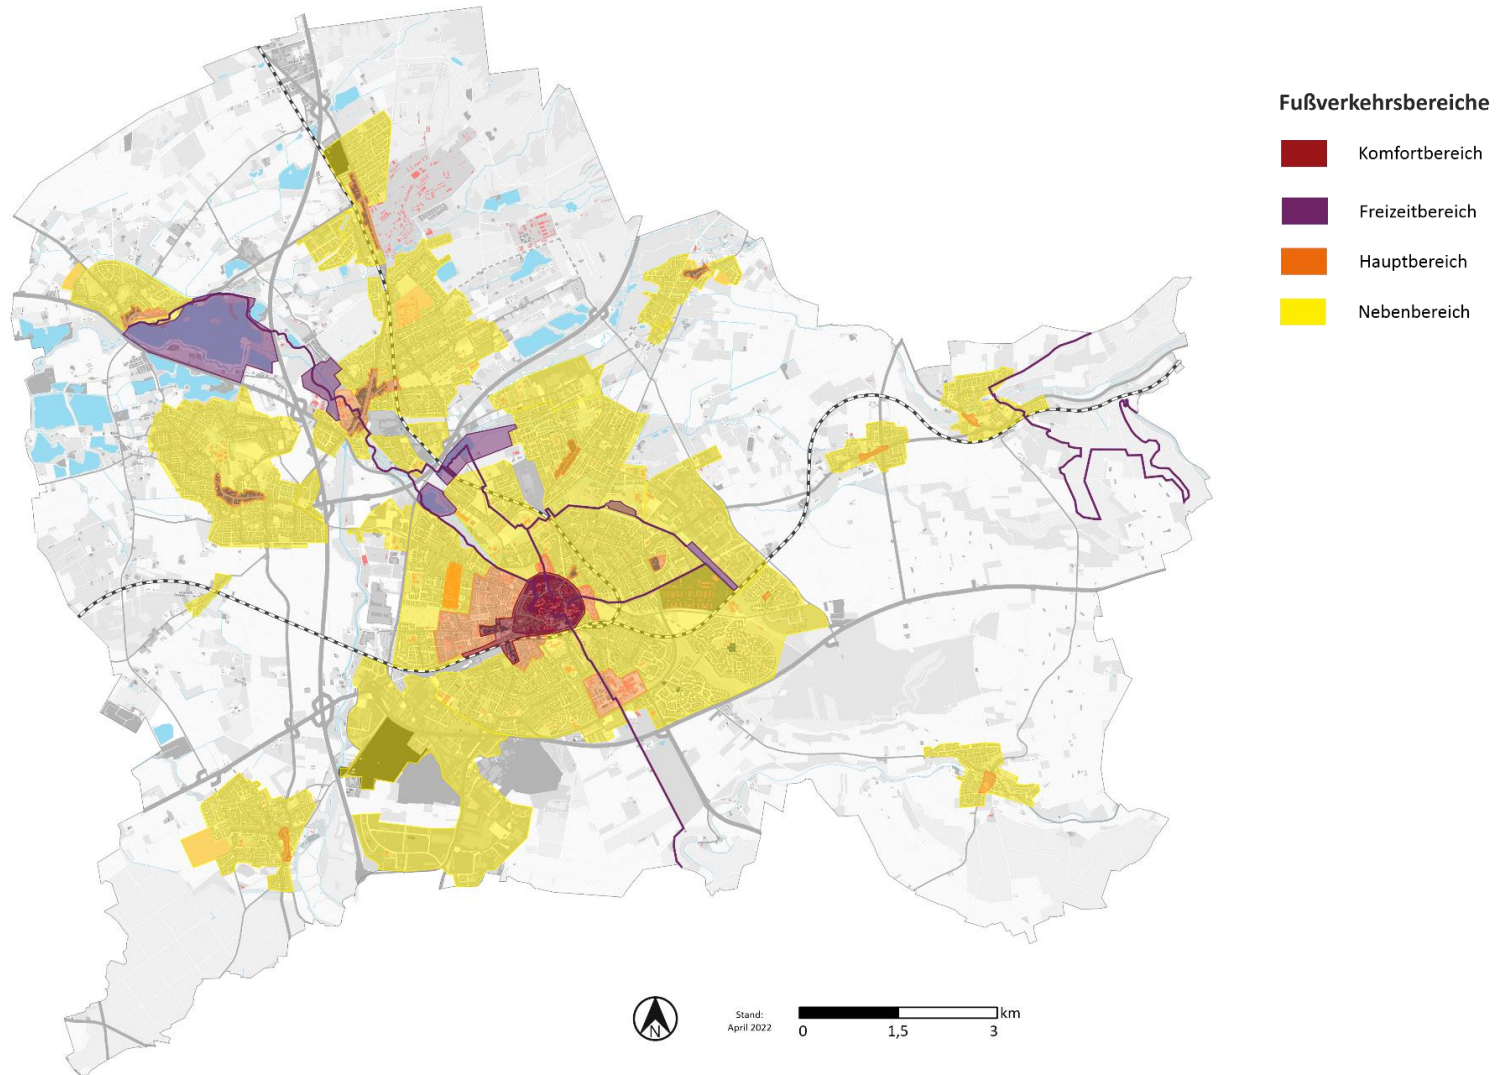 Fußverkehrsbereiche
Komfortbereich
Freizeitbereich
Hauptbereich
Nebenbereich
N
Stand:
April 2022
km
0 1,5 3